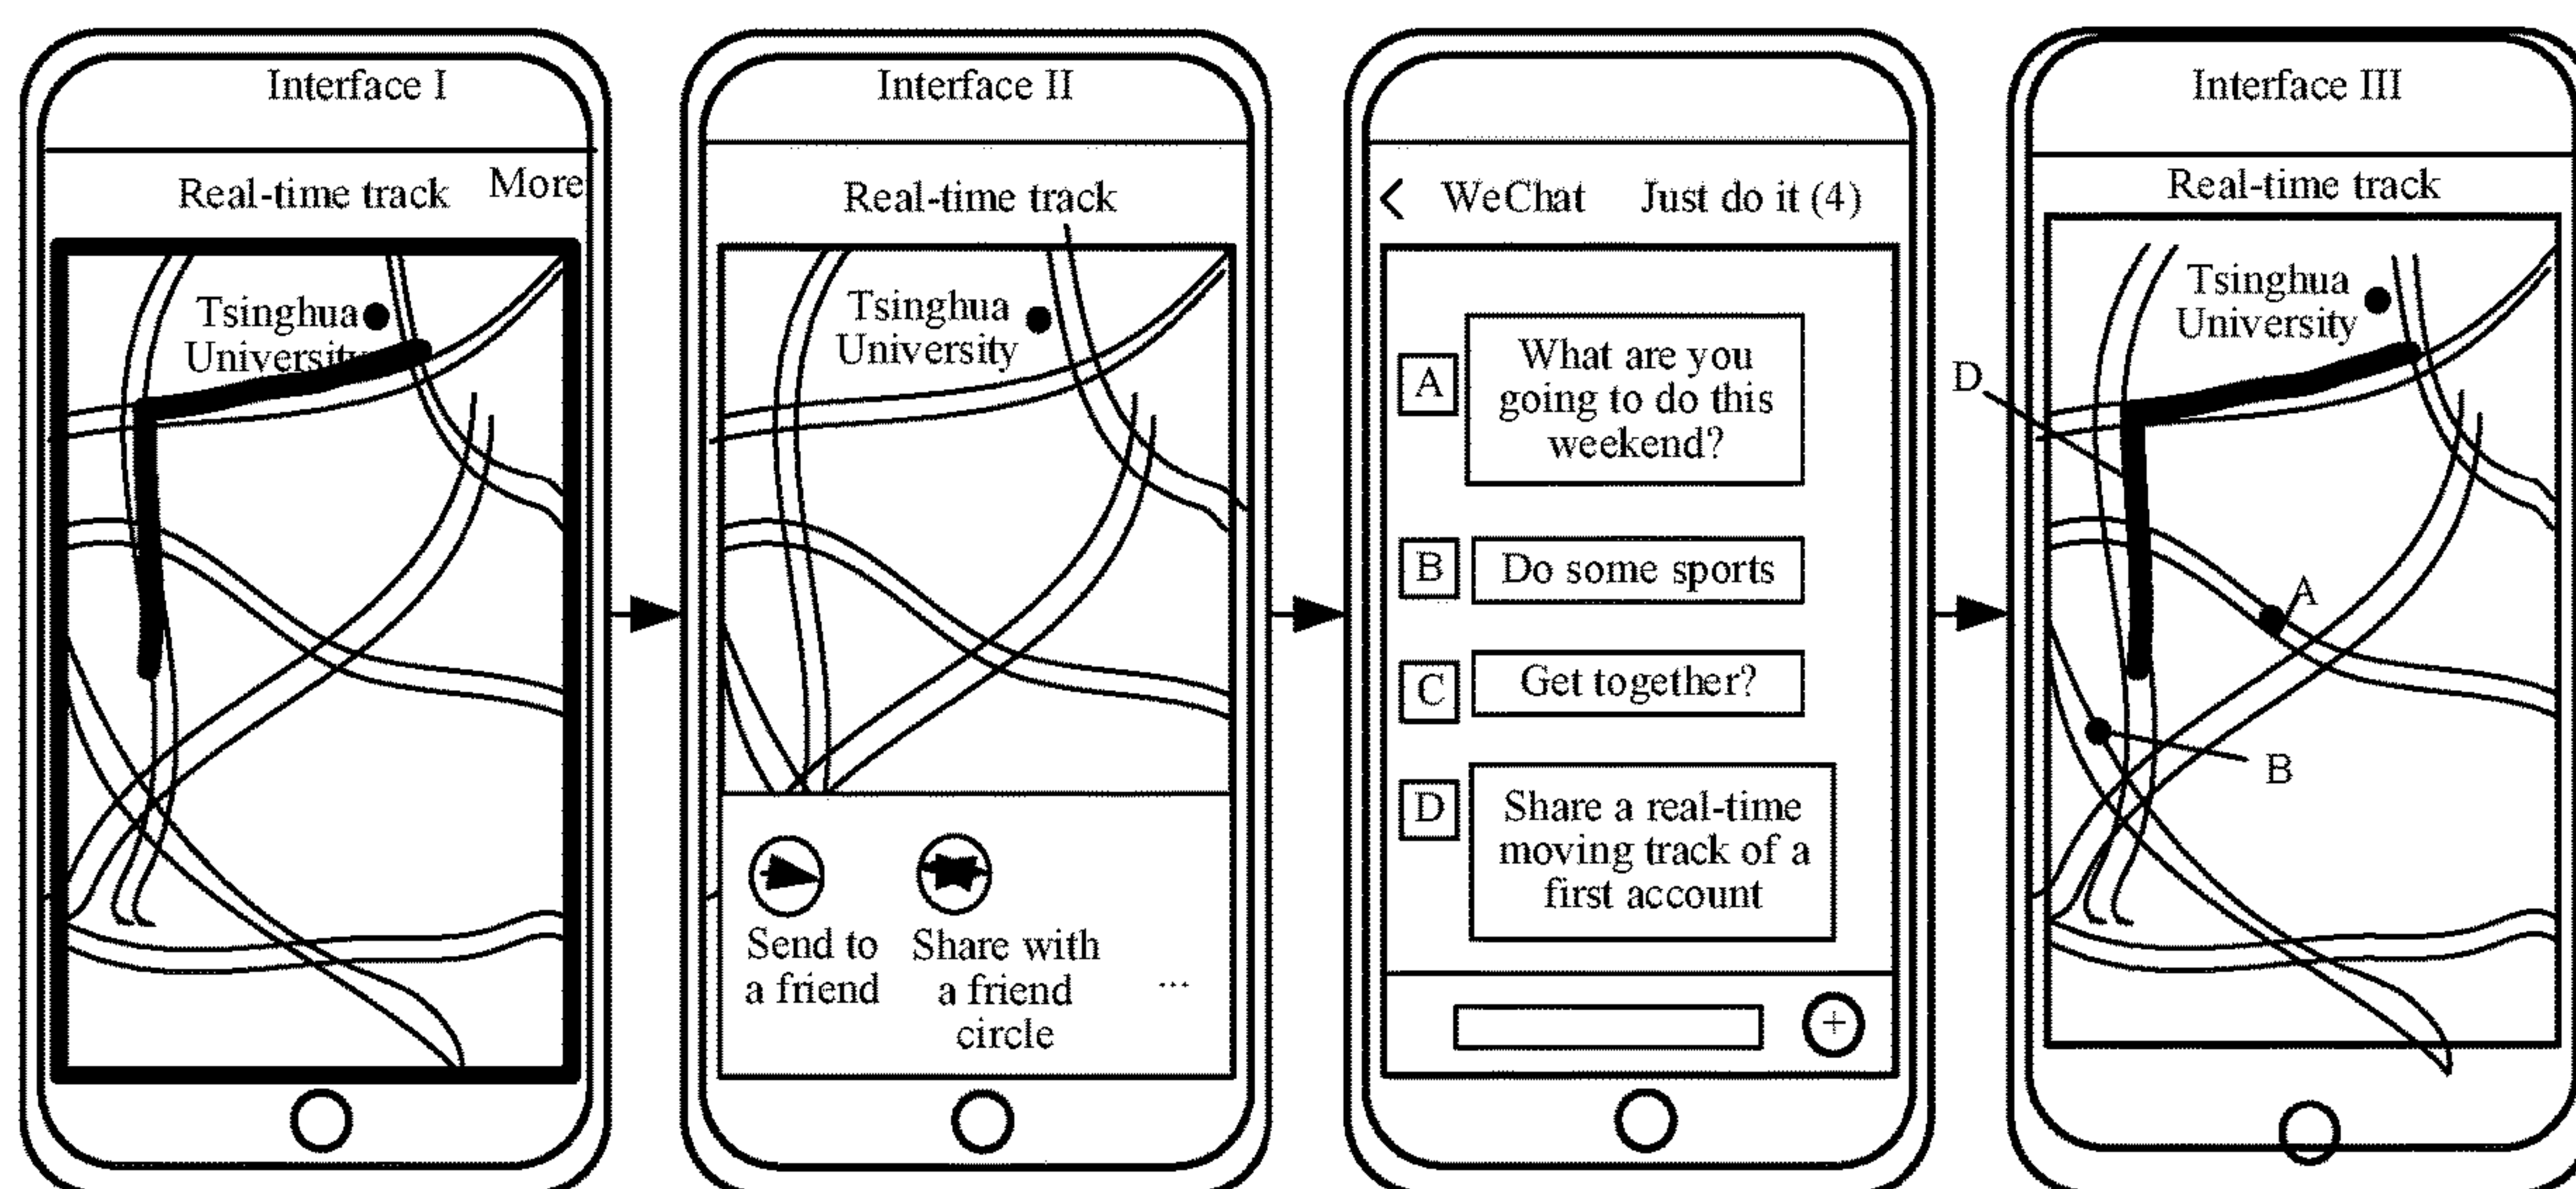 Interface I
Real-time track
More
Tsinghua
University
Interface II
Real-time track
Tsinghua
University
Send to
a friend
Share with
a friend
circle
...
< WeChat
Just do it (4)
A
What are you
going to do this
weekend?
B
Do some sports
C
Get together?
D
Share a real-time
moving track of a
first account
+
Interface III
Real-time track
Tsinghua
University
D
A
B